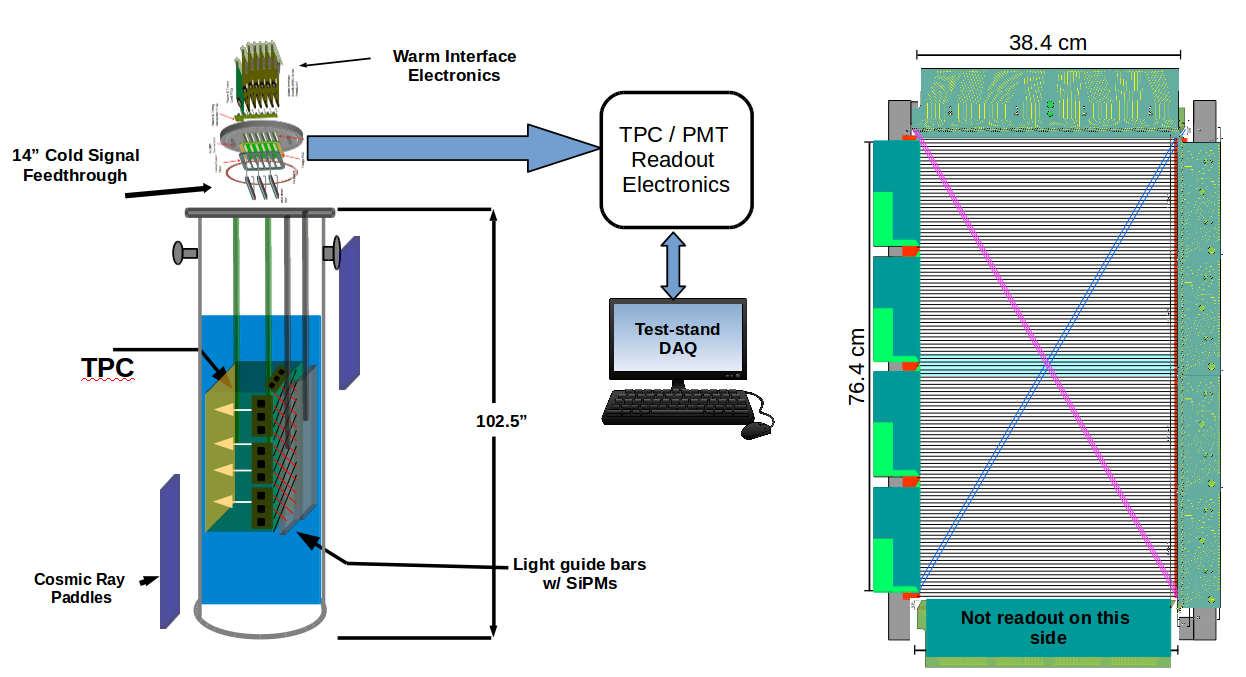 Warm Interface
Electronics
14” Cold Signal
Feedthrough
TPC
Cosmic Ray
Paddles
102.5”
Light guide bars
w/ SiPMs
TPC / PMT
Readout
Electronics
Test-stand
DAQ
38.4 cm
76.4 cm
Not readout on this
side